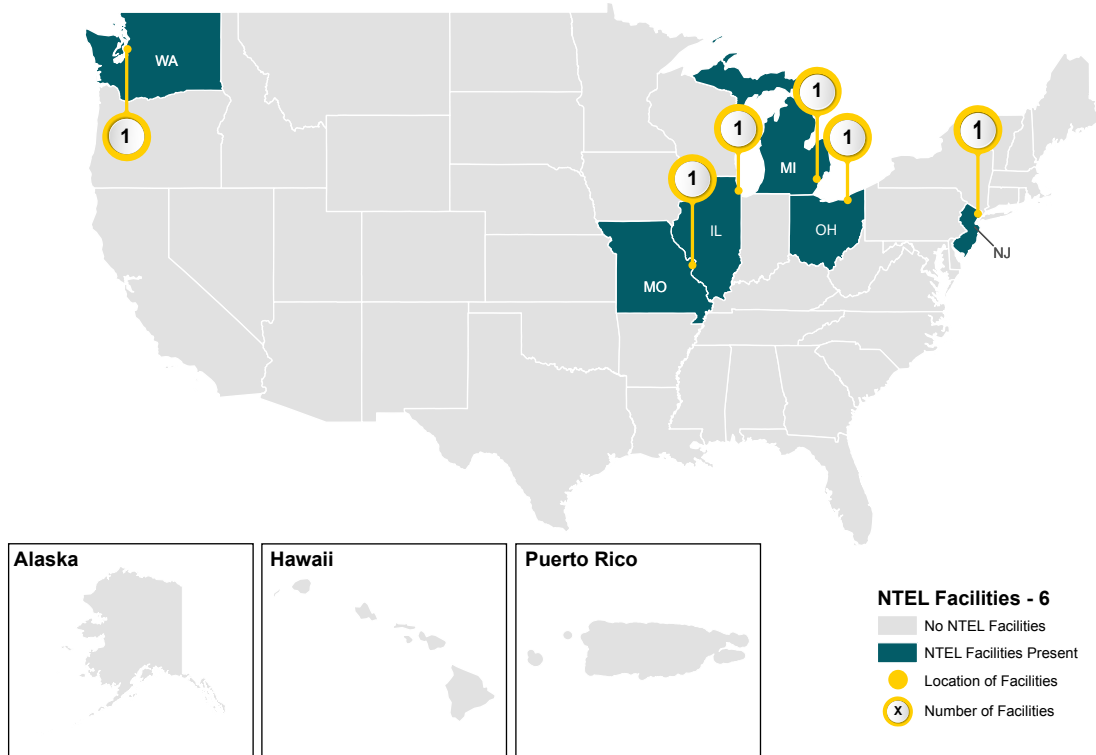 WA
1
1
1
1
1
1
MI
IL
OH
NJ
MO
Alaska
Hawaii
Puerto Rico
NTEL Facilities - 6
No NTEL Facilities
NTEL Facilities Present
Location of Facilities
X
Number of Facilities